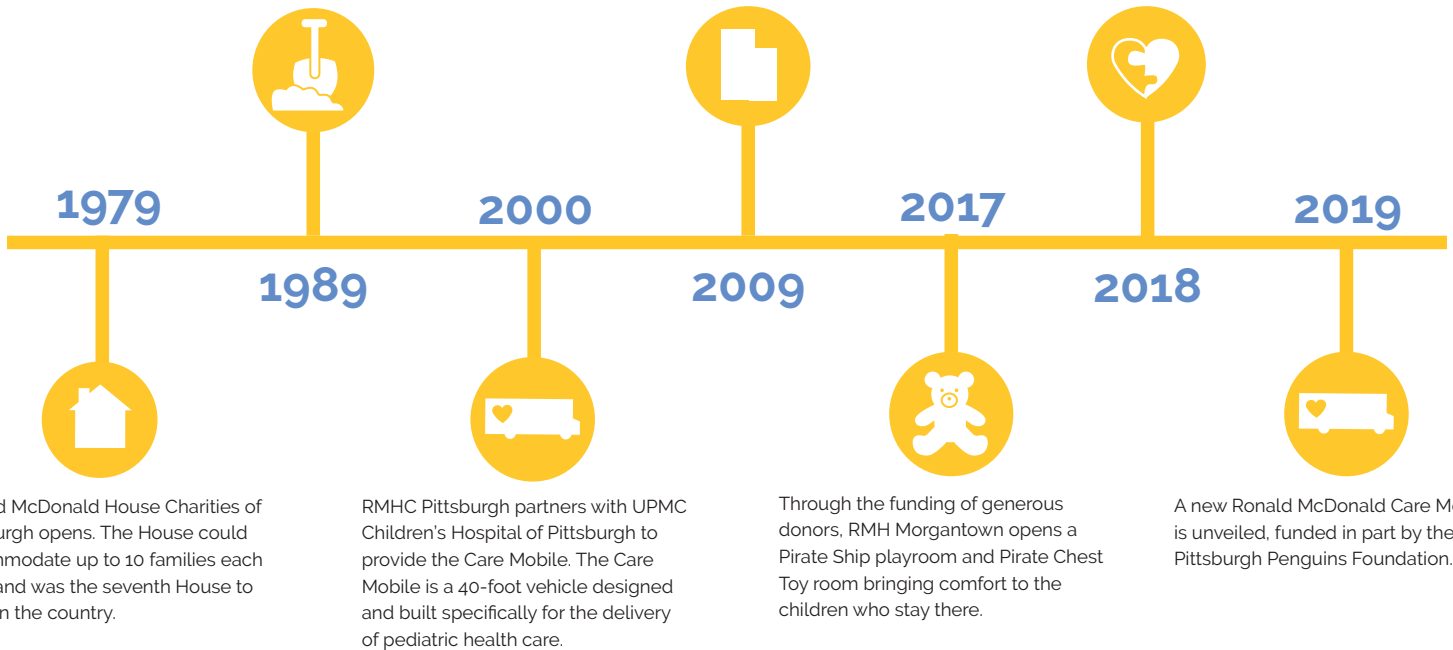 1979
2000
2017
2019
1989
2009
2018
McDonald House Charities of
opens. The House could
up to 10 families each
and was the seventh House to
the country.
RMHC Pittsburgh partners with UPMC
Children's Hospital of Pittsburgh to
provide the Care Mobile. The Care
Mobile is a 40-foot vehicle designed
and built specifically for the delivery
of pediatric health care.
Through the funding of generous
donors, RMH Morgantown opens a
Pirate Ship playroom and Pirate Chest
Toy room bringing comfort to the
children who stay there.
A new Ronald McDonald Care
is unveiled, funded in part by the
Pittsburgh Penguins Foundation.